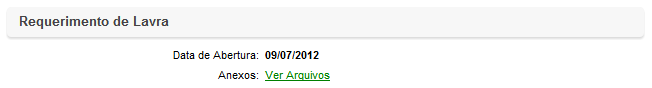 Requerimento de Lavra
Data de Abertura: 09/07/2012
Anexos: Ver Arquivos